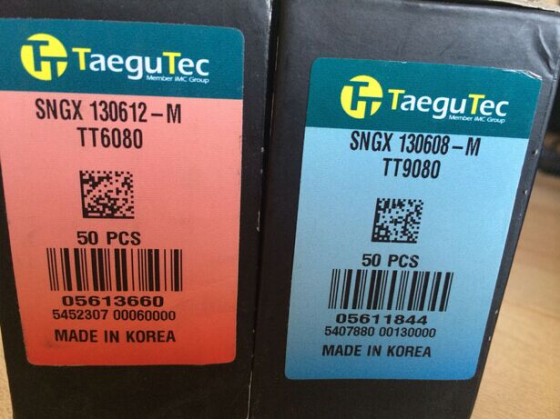 TaeguTec
Member IMC Group
SNGX 130612-M
TT6080
50 PCS
05613660
5452307 00060000
MADE IN KOREA
TaeguTec
Member IMC Group
SNGX 130608-M
TT9080
50 PCS
05611844
5407880 00130000
MADE IN KOREA